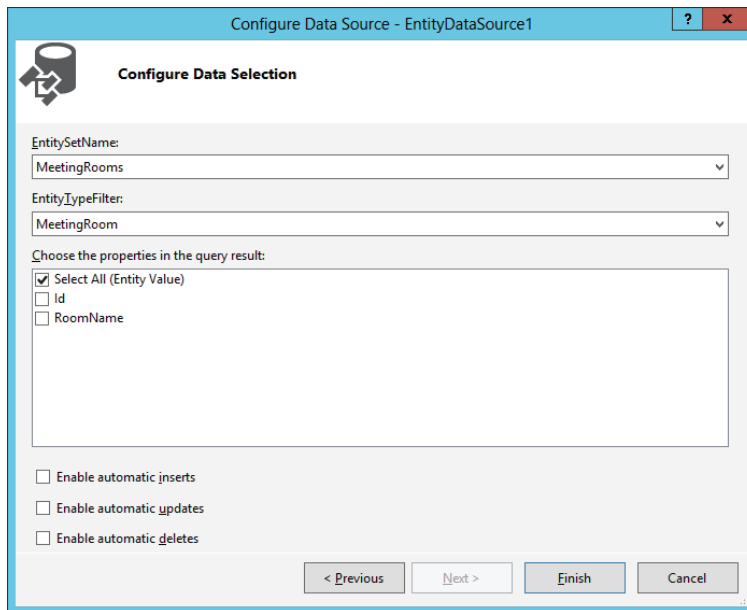 Configure Data Source - EntityDataSource1
? x
Configure Data Selection
EntitySetName:
MeetingRooms
EntityTypeFilter:
MeetingRoom
Choose the properties in the query result:
Select All (Entity Value)
Id
RoomName
Enable automatic inserts
Enable automatic updates
Enable automatic deletes
< Previous Next > Finish Cancel